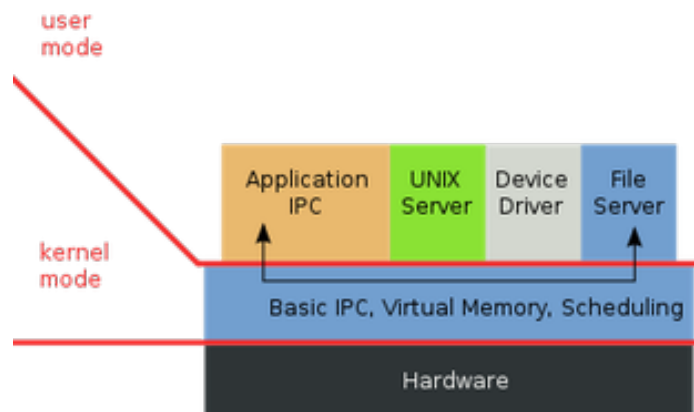 user
mode
Application
IPC
UNIX
Server
Device
Driver
File
Server
kernel
mode
Basic IPC, Virtual Memory, Scheduling
Hardware